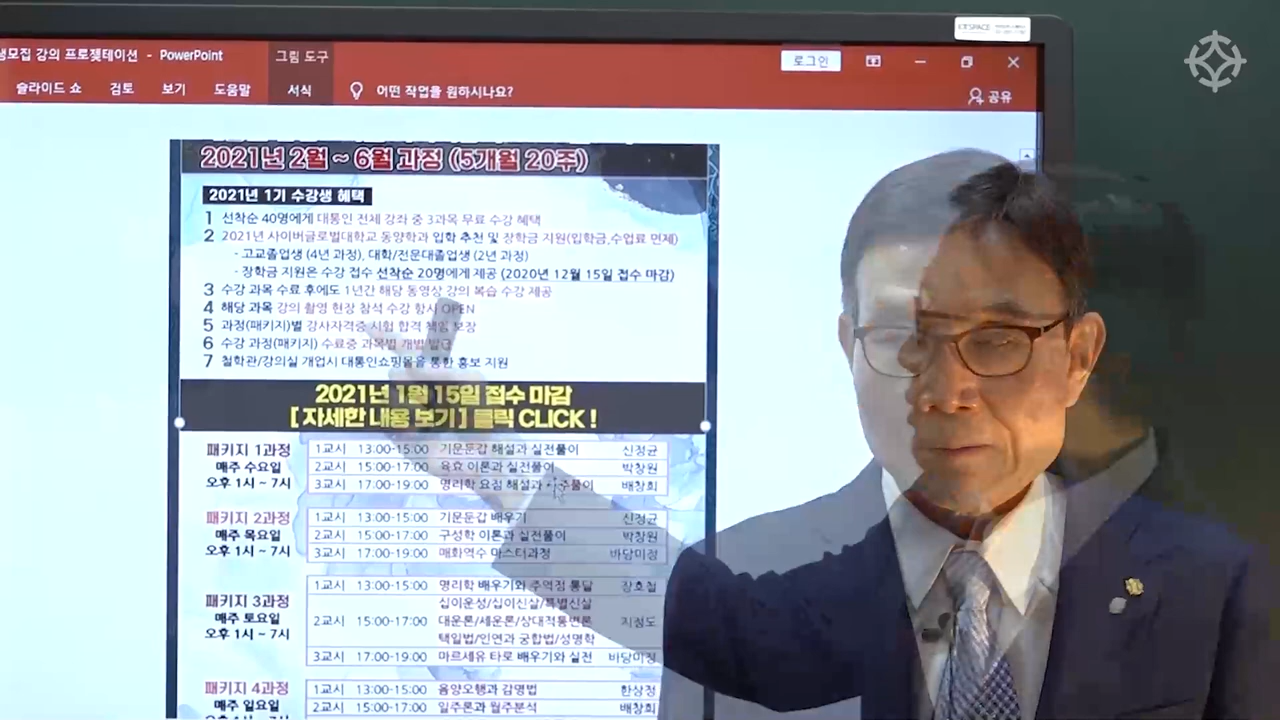 생모집 강의 프로젲테이션 - PowerPoint
그림 도구
로그인
슬라이드 쇼 검토 보기 도움말 서식 어떤 작업을 원하시나요? 공유
2021년 2월 ~ 6월 과정 (5개월 20주)
2021년 1기 수강생 혜택
1 선착순 40명에게 대통인 전체 강좌 중 3과목 무료 수강 혜택
2 2021년 사이버글로벌대학교 동양학과 입학 추천 및 장학금 지원(입학금,수업료 면제)
- 고교졸업생 (4년 과정), 대학/전문대졸업생 (2년 과정)
- 장학금 지원은 수강 접수 선착순 20명에게 제공 (2020년 12월 15일 접수 마감)
3 수강 과목 수료 후에도 1년간 해당 동영상 강의 복습 수강 제공
4 해당 과목 강의 촬영 현장 참석 수강 항시 OPEN
5 과정(패키지)별 강사자격증 시험 합격 책임 보장
6 수강 과정(패키지) 수료증 과목별 개별 발급
7 철학관/강의실 개업시 대통인쇼핑몰을 통한 홍보 지원
2021년 1월 15일 접수 마감
[ 자세한 내용 보기 ] 클릭 CLICK !
패키지 1과정
매주 수요일
오후 1시 ~ 7시
1교시 13:00-15:00 기문둔갑 해설과 실전풀이 신정균
2교시 15:00-17:00 육효 이론과 실전풀이 박창원
3교시 17:00-19:00 명리학 요점 해설과 풀이 배창희
패키지 2과정
매주 목요일
오후 1시 ~ 7시
1교시 13:00-15:00 기문둔갑 배우기 신정균
2교시 15:00-17:00 구성학 이론과 실전풀이 박창원
3교시 17:00-19:00 매화역수 마스터과정 바당미정
패키지 3과정
매주 토요일
오후 1시 ~ 7시
1교시 13:00-15:00 명리학 배우기와 주역점 통달 장호철
십이운성/십이신살/특별신살
2교시 15:00-17:00 대운론/세운론/상대적통변론 지정도
택일법/인연과 궁합법/성명학
3교시 17:00-19:00 마르세유 타로 배우기와 실전 바당미정
패키지 4과정
매주 일요일
1교시 13:00-15:00 음양오행과 감명법 한상정
2교시 15:00-17:00 일주론과 월주분석 배창희